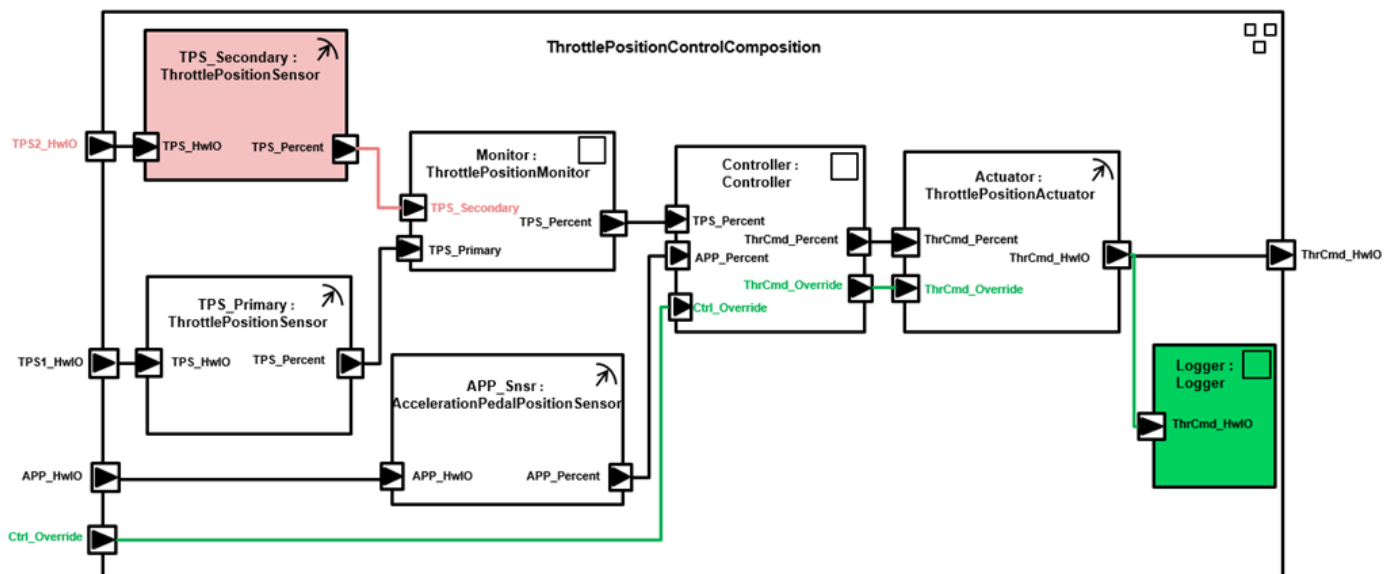 ThrottlePositionControlComposition
TPS_Secondary :
ThrottlePositionSensor
TPS2_HwIO
TPS_HwIO
TPS_Percent
Monitor :
ThrottlePositionMonitor
TPS_Secondary
TPS_Percent
TPS_Primary
Controller :
Controller
TPS_Percent
ThrCmd_Percent
APP_Percent
ThrCmd_Override
Ctrl_Override
Actuator :
ThrottlePositionActuator
ThrCmd_Percent
ThrCmd_HwIO
ThrCmd_Override
ThrCmd_HwIO
TPS_Primary :
ThrottlePositionSensor
TPS1_HwIO
TPS_HwIO
TPS_Percent
APP_Snsr :
AccelerationPedalPositionSensor
APP_HwIO
APP_HwIO
APP_Percent
Logger :
Logger
ThrCmd_HwIO
Ctrl_Override